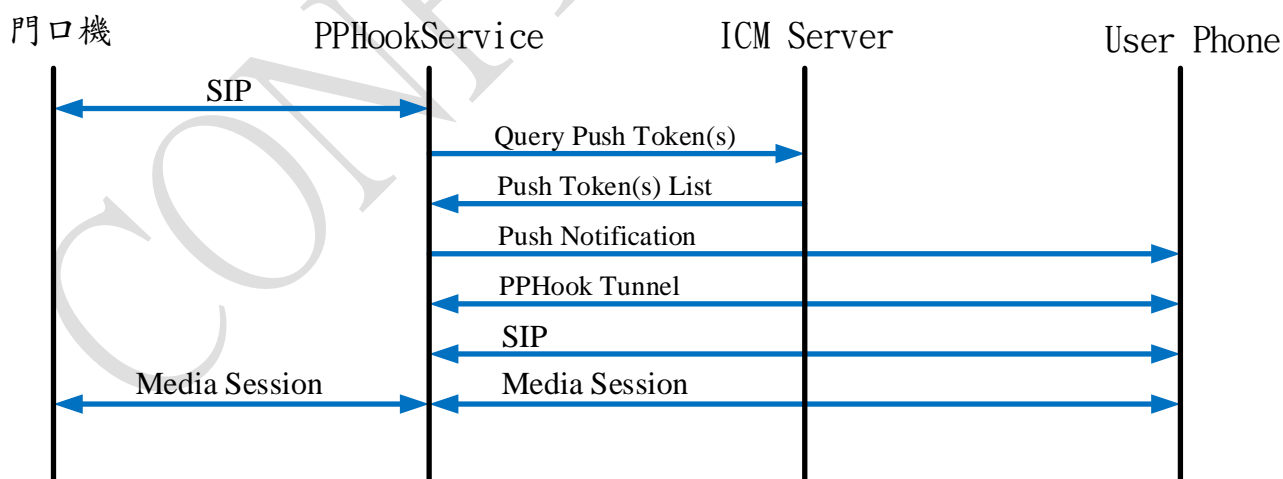 門口機
PPHookService
ICM Server
User Phone
SIP
Query Push Token(s)
Push Token(s) List
Push Notification
PPHook Tunnel
SIP
Media Session
Media Session